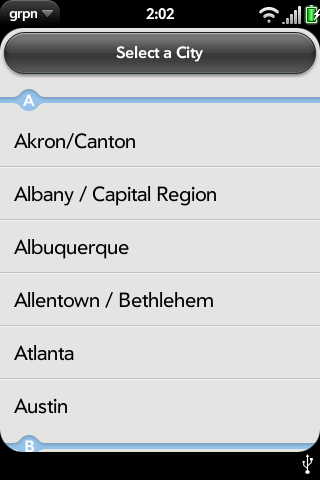 grpn 2:02
Select a City
A
Akron/Canton
Albany / Capital Region
Albuquerque
Allentown / Bethlehem
Atlanta
Austin
B